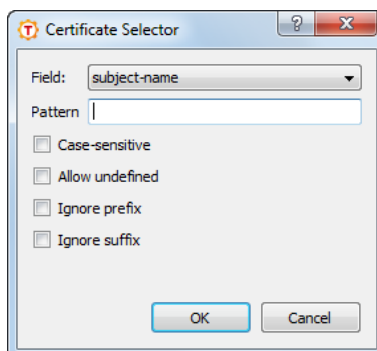 Certificate Selector
Field: subject-name
Pattern
Case-sensitive
Allow undefined
Ignore prefix
Ignore suffix
OK Cancel